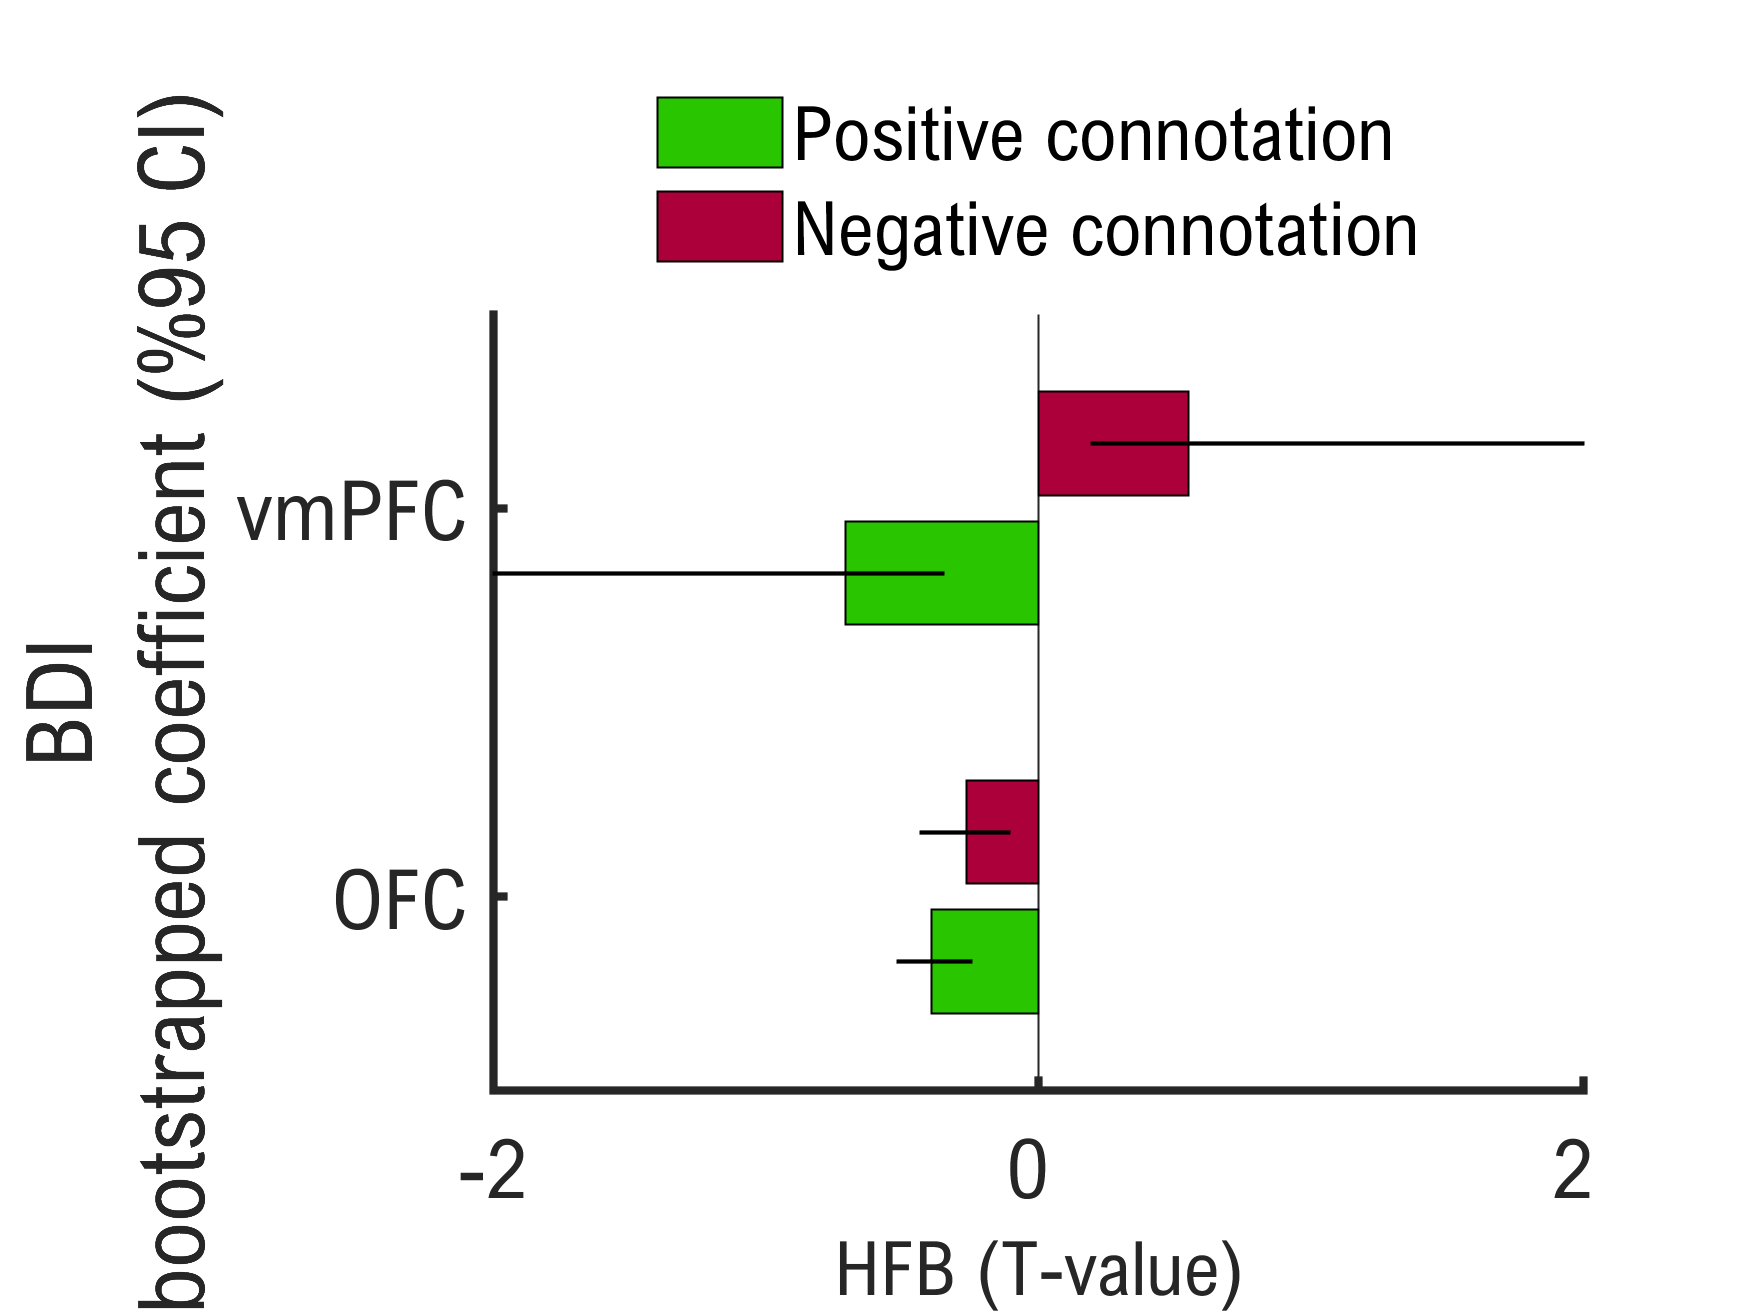 Positive connotation
Negative connotation
BDI
bootstrapped coefficient (%95 CI)
vmPFC
OFC
-2
0
2
HFB (T-value)